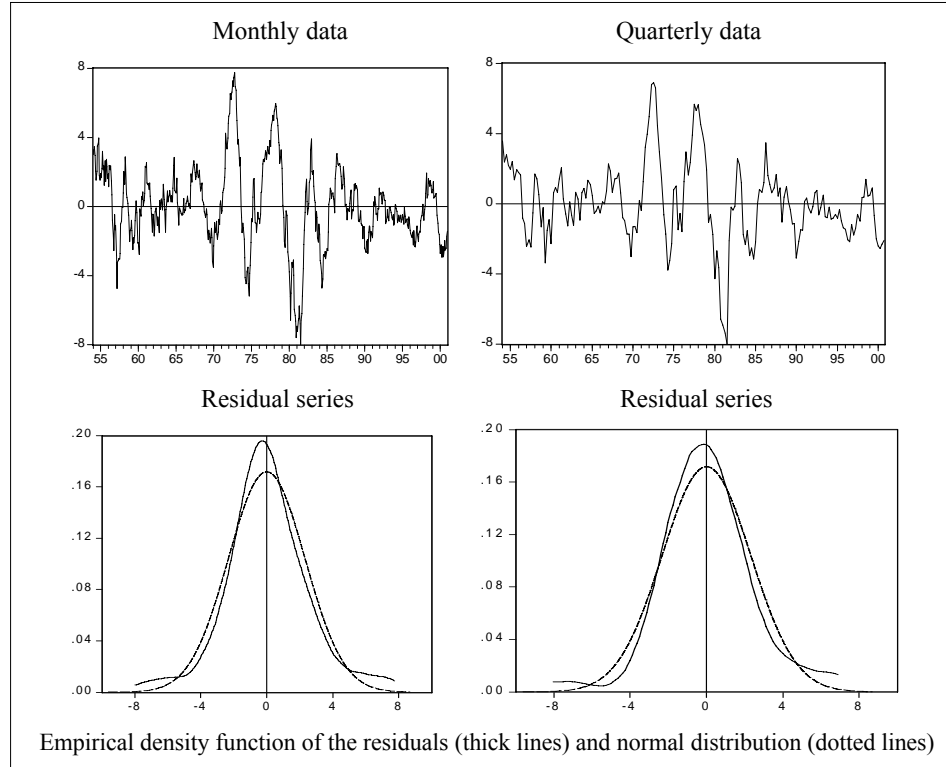 Monthly data
Quarterly data
8
4
0
-4
-8
55 60 65 70 75 80 85 90 95 00
8
4
0
-4
-8
55 60 65 70 75 80 85 90 95 00
Residual series
Residual series
.20
.16
.12
.08
.04
.00
-8 -4 0 4 8
.20
.16
.12
.08
.04
.00
-8 -4 0 4 8
Empirical density function of the residuals (thick lines) and normal distribution (dotted lines)